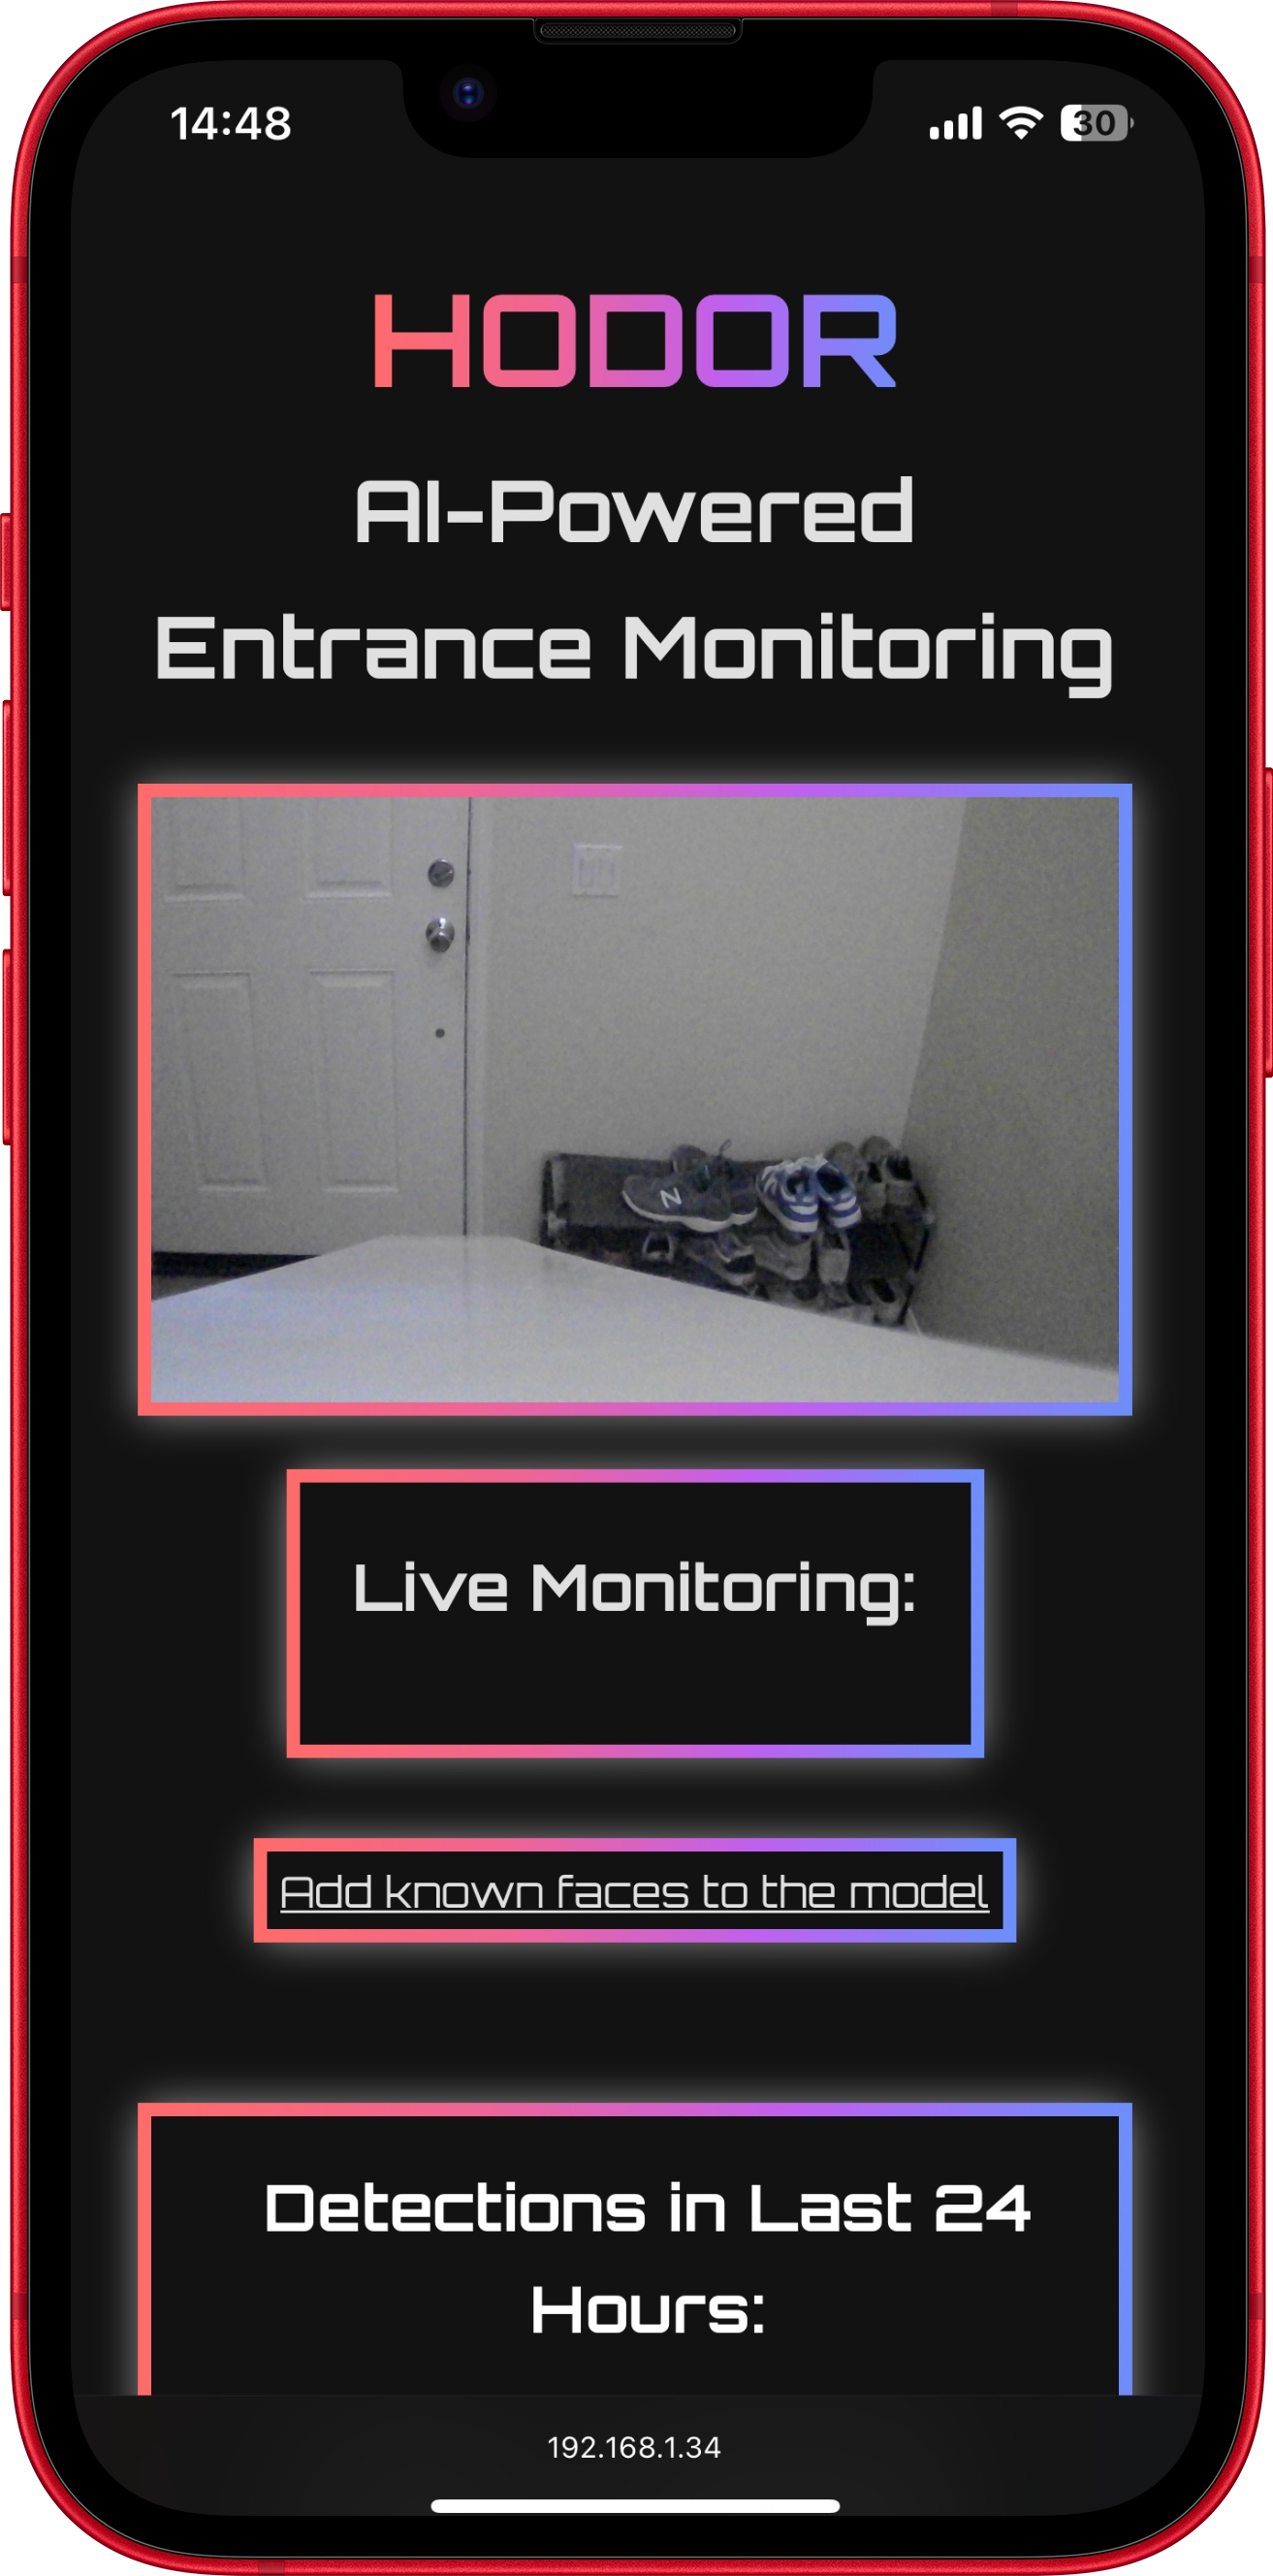 14:48
30
HODOR
AI-Powered
Entrance Monitoring
N
Live Monitoring:
Add known faces to the model
Detections in Last 24
Hours:
192.168.1.34